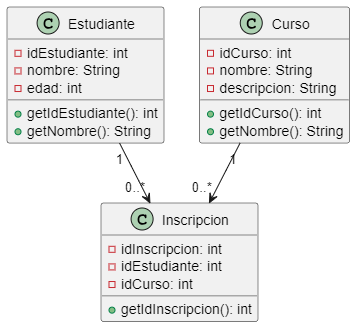 C Estudiante
idEstudiante: int
nombre: String
edad: int
getIdEstudiante(): int
getNombre(): String
C Curso
idCurso: int
nombre: String
descripcion: String
getIdCurso(): int
getNombre(): String
1
1
0..*
0..*
C Inscripcion
idInscripcion: int
idEstudiante: int
idCurso: int
getIdInscripcion(): int